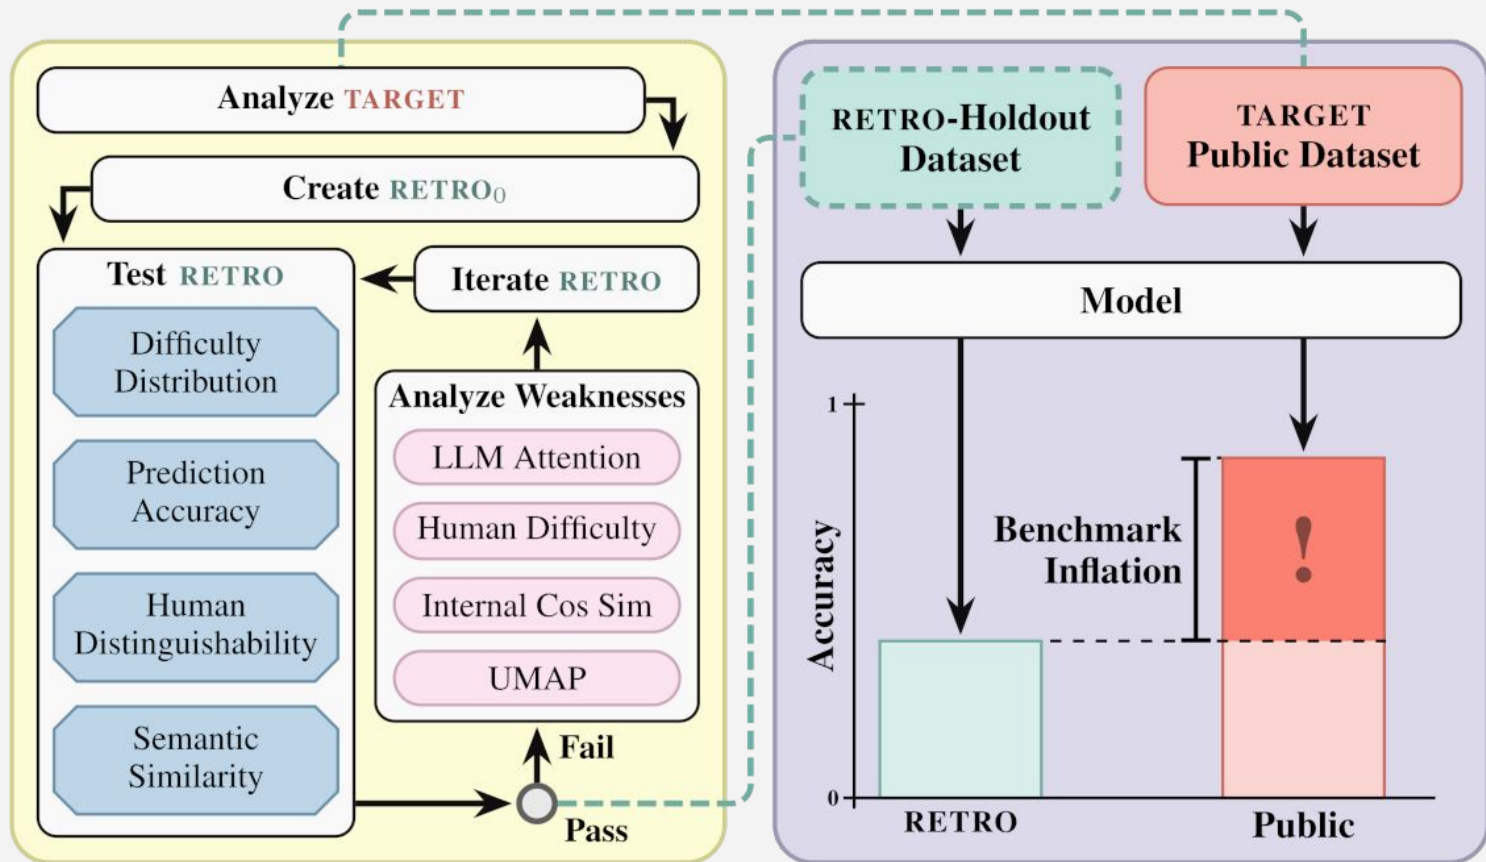 Analyze TARGET
Create RETRO₀
Test RETRO
Difficulty
Distribution
Prediction
Accuracy
Human
Distinguishability
Semantic
Similarity
Iterate RETRO
Analyze Weaknesses
LLM Attention
Human Difficulty
Internal Cos Sim
UMAP
Fail
Pass
RETRO-Holdout
Dataset
TARGET
Public Dataset
Model
1
Accuracy
0
Benchmark
Inflation
!
RETRO
Public